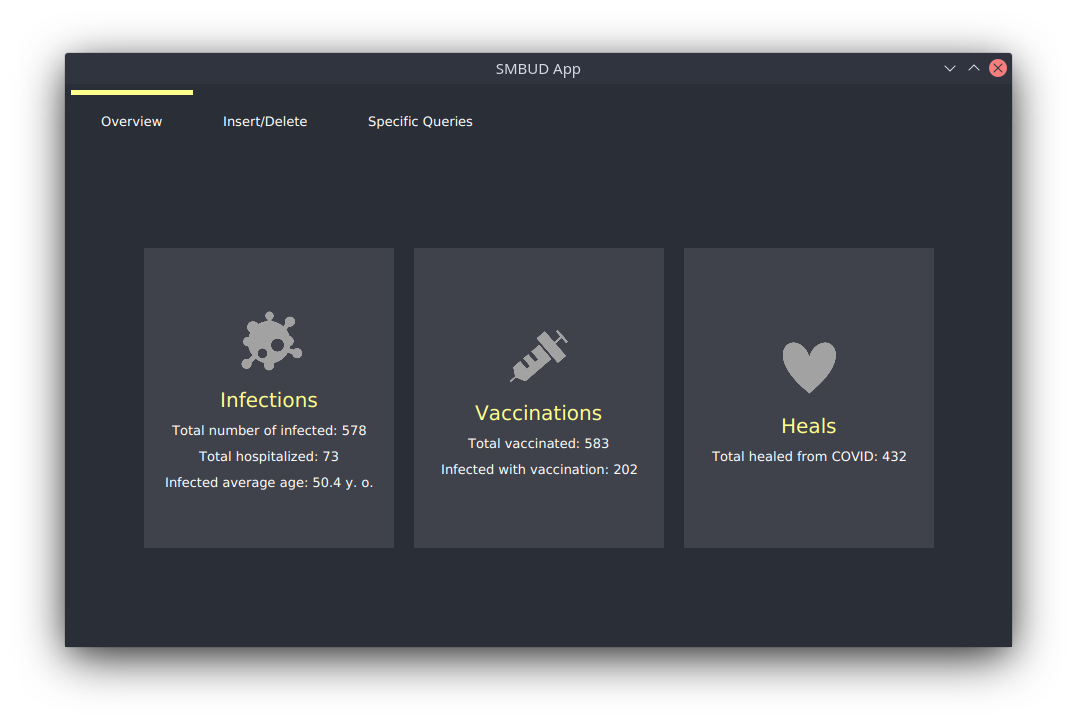 SMBUD App
Overview
Insert/Delete
Specific Queries
Infections
Total number of infected: 578
Total hospitalized: 73
Infected average age: 50.4 y. o.
Vaccinations
Total vaccinated: 583
Infected with vaccination: 202
Heals
Total healed from COVID: 432